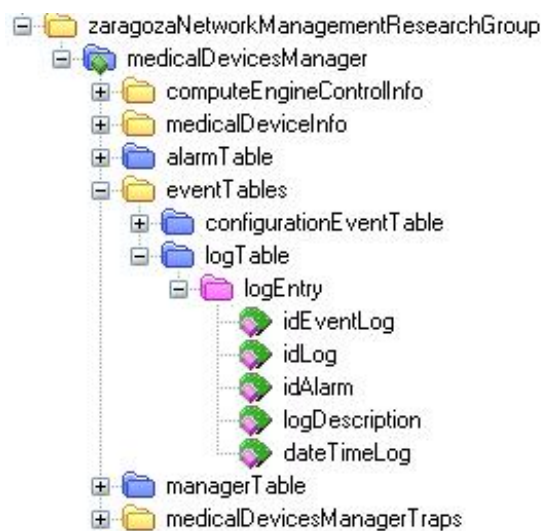 zaragozaNetworkManagementResearchGroup
medicalDevicesManager
computeEngineControlInfo
medicalDeviceInfo
alarmTable
eventTables
configurationEventTable
logTable
logEntry
idEventLog
idLog
idAlarm
logDescription
dateTimeLog
managerTable
medicalDevicesManagerTraps